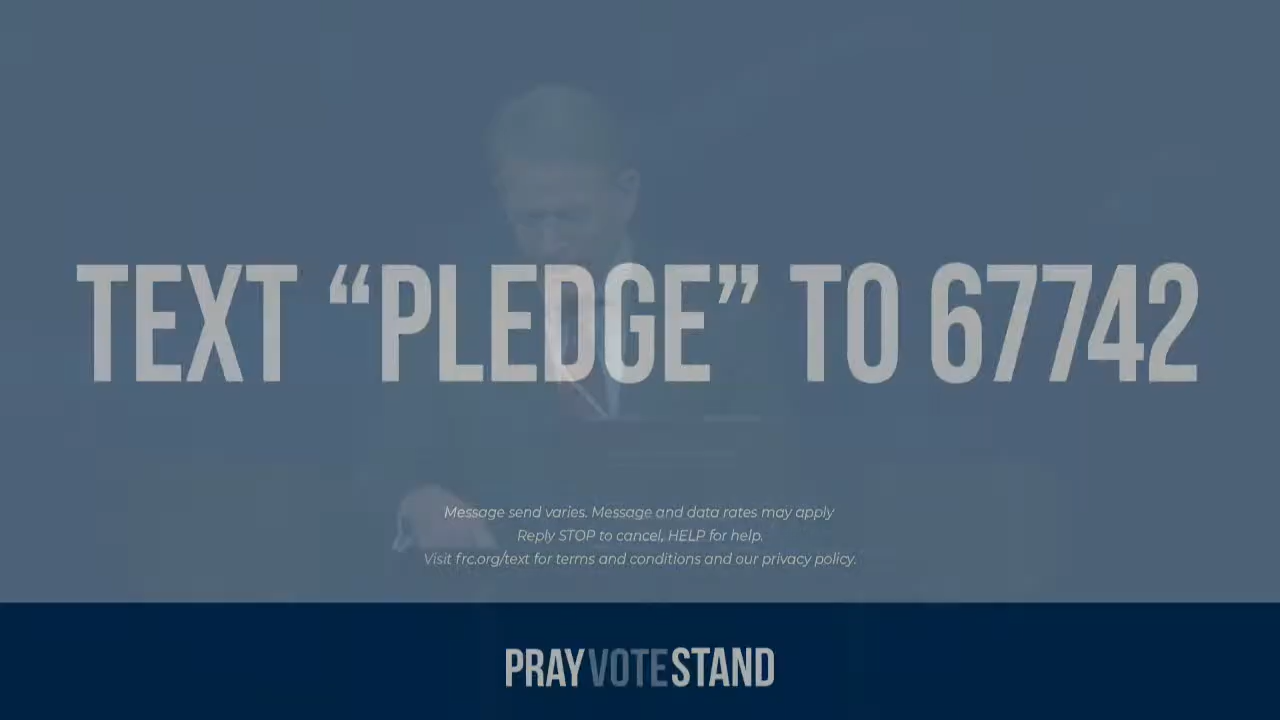 TEXT “PLEDGE” TO 67742
Message send varies. Message and data rates may apply
Reply STOP to cancel, HELP for help.
Visit frc.org/text for terms and conditions and our privacy policy.
PRAYVOTESTAND